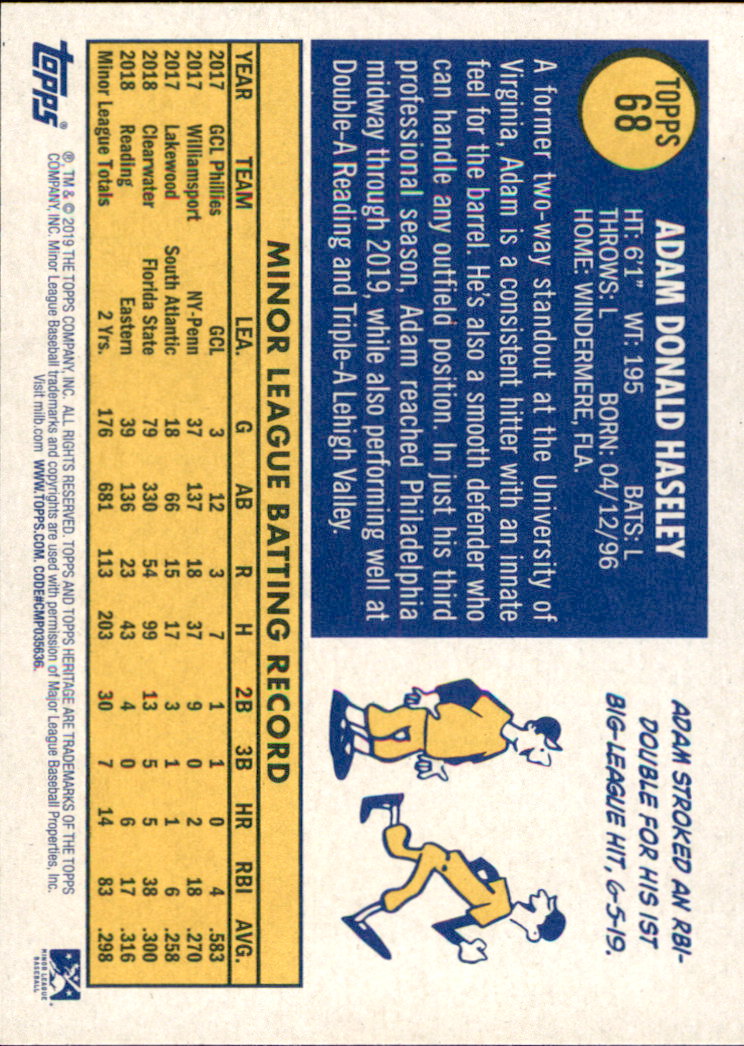 TOPPS
68
ADAM DONALD HASELEY
HT: 6'1" WT: 195 BATS: L
THROWS: L BORN: 04/12/96
HOME: WINDERMERE, FLA.
A former two-way standout at the University of
Virginia, Adam is a consistent hitter with an innate
feel for the barrel. He's also a smooth defender who
can handle any outfield position. In just his third
professional season, Adam reached Philadelphia
midway through 2019, while also performing well at
Double-A Reading and Triple-A Lehigh Valley.
ADAM STROKED AN RBI-
DOUBLE FOR HIS 1ST
BIG-LEAGUE HIT, 6-5-19.
MINOR LEAGUE BATTING RECORD
YEAR TEAM LEA. G AB R H 2B 3B HR RBI AVG.
2017 GCL Phillies GCL 3 12 3 7 1 1 0 4 .583
2017 Williamsport NY-Penn 37 137 18 37 9 0 2 18 .270
2017 Lakewood South Atlantic 18 66 15 17 3 1 1 6 .258
2018 Clearwater Florida State 79 330 54 99 13 5 5 38 .300
2018 Reading Eastern 39 136 23 43 4 0 6 17 .316
Minor League Totals 2 Yrs. 176 681 113 203 30 7 14 83 .298
topps®
®, TM & © 2019 THE TOPPS COMPANY, INC. ALL RIGHTS RESERVED. TOPPS AND TOPPS HERITAGE ARE TRADEMARKS OF THE TOPPS
COMPANY, INC. Minor League Baseball trademarks and copyrights are used with permission of Major League Baseball Properties, Inc.
Visit milb.com WWW.TOPPS.COM. CODE#CMP035636.
MINOR LEAGUE
BASEBALL